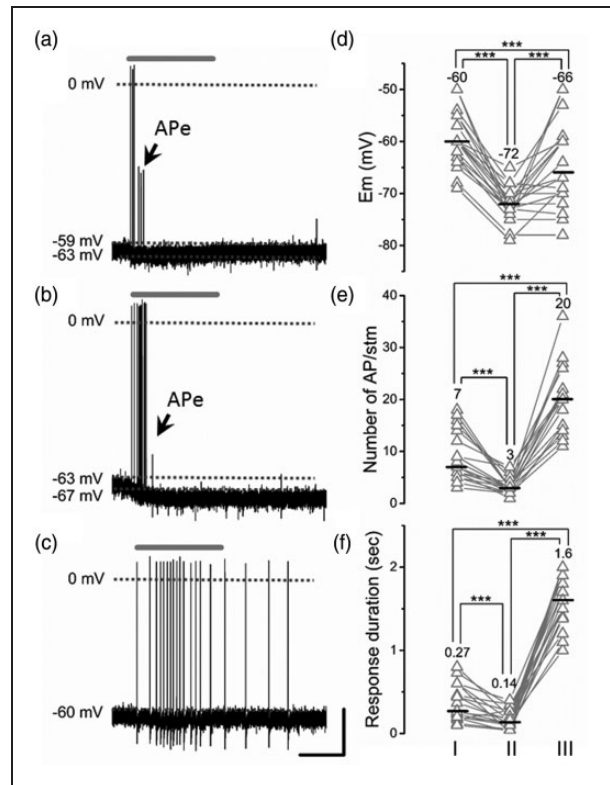 (a)
0 mV
APe
-59 mV
-63 mV
(b)
0 mV
APe
-63 mV
-67 mV
(c)
0 mV
-60 mV
(d)
***
*** ***
-60 -72 -66
Em (mV)
-50
-60
-70
-80
(e)
***
***
***
7 3 20
Number of AP/stm
40
30
20
10
0
(f)
***
***
***
0.27 0.14 1.6
Response duration (sec)
2
1
0
I II III